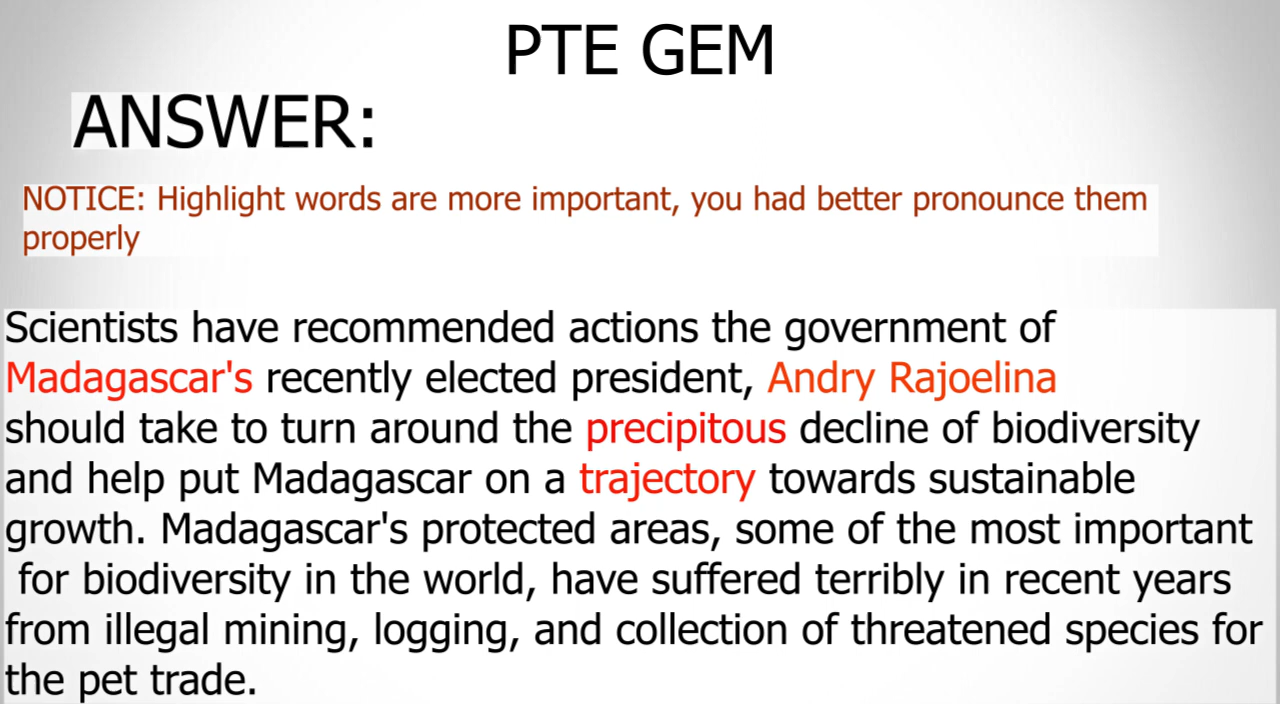 PTE GEM
ANSWER:
NOTICE: Highlight words are more important, you had better pronounce them
properly
Scientists have recommended actions the government of
Madagascar's recently elected president, Andry Rajoelina
should take to turn around the precipitous decline of biodiversity
and help put Madagascar on a trajectory towards sustainable
growth. Madagascar's protected areas, some of the most important
for biodiversity in the world, have suffered terribly in recent years
from illegal mining, logging, and collection of threatened species for
the pet trade.